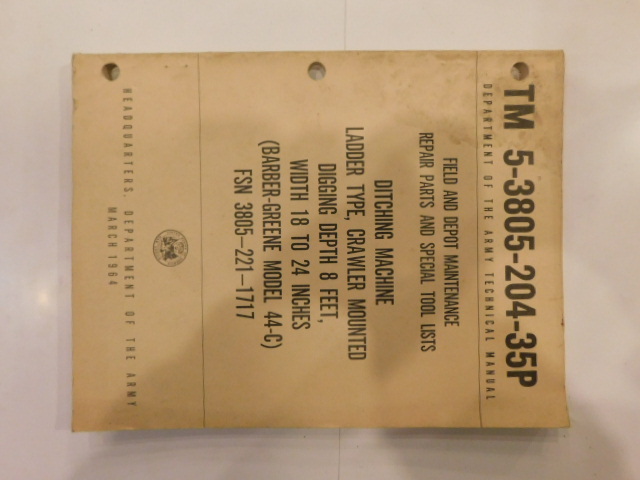 TM 5-3805-204-35P
DEPARTMENT OF THE ARMY TECHNICAL MANUAL
FIELD AND DEPOT MAINTENANCE
REPAIR PARTS AND SPECIAL TOOL LISTS
DITCHING MACHINE
LADDER TYPE, CRAWLER MOUNTED
DIGGING DEPTH 8 FEET,
WIDTH 18 TO 24 INCHES
(BARBER-GREENE MODEL 44-C)
FSN 3805-221-1717
HEADQUARTERS, DEPARTMENT OF THE ARMY
MARCH 1964